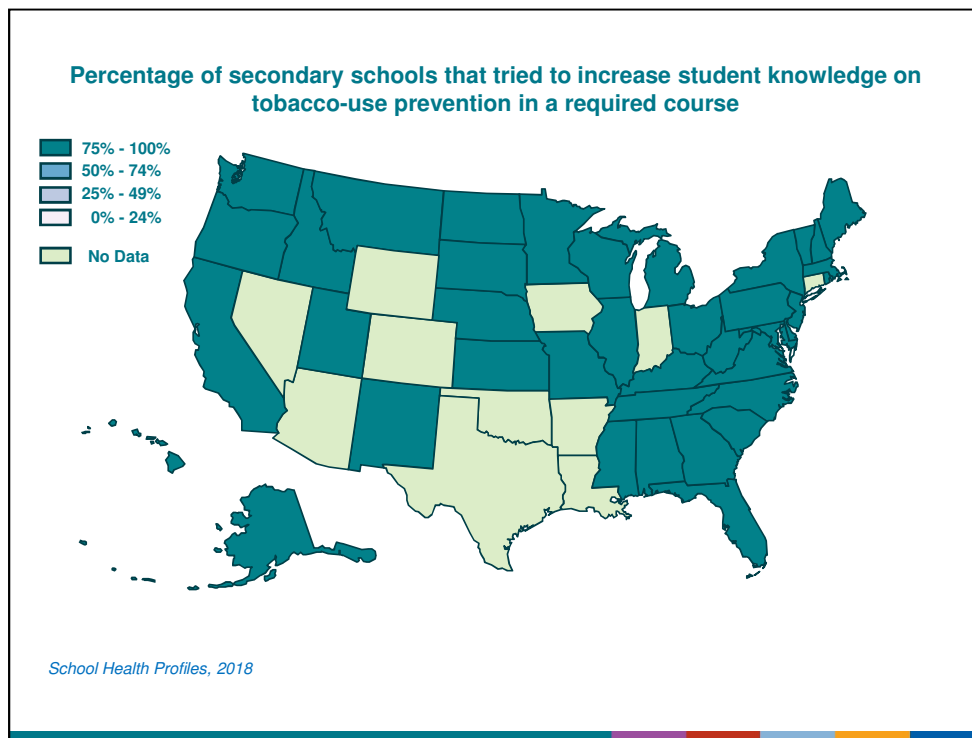 Percentage of secondary schools that tried to increase student knowledge on
tobacco-use prevention in a required course
75% - 100%
50% - 74%
25% - 49%
0% - 24%
No Data
School Health Profiles, 2018